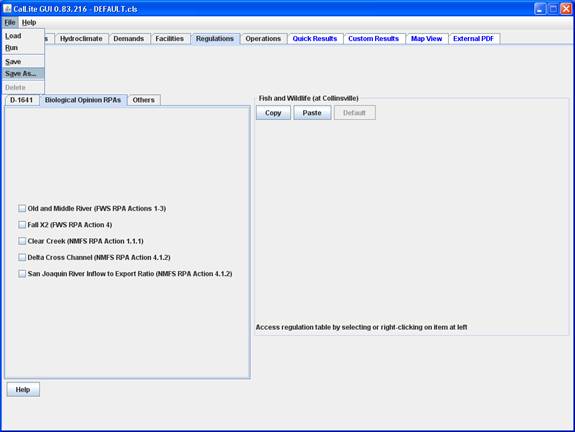 CalLite GUI 0.83.216 - DEFAULT.cls
File Help
s Hydroclimate Demands Facilities Regulations Operations Quick Results Custom Results Map View External PDF
Load
Run
Save
Save As...
Delete
D-1641 Biological Opinion RPAs Others
Fish and Wildlife (at Collinsville)
Copy Paste Default
Old and Middle River (FWS RPA Actions 1-3)
Fall X2 (FWS RPA Action 4)
Clear Creek (NMFS RPA Action 1.1.1)
Delta Cross Channel (NMFS RPA Action 4.1.2)
San Joaquin River Inflow to Export Ratio (NMFS RPA Action 4.1.2)
Access regulation table by selecting or right-clicking on item at left
Help